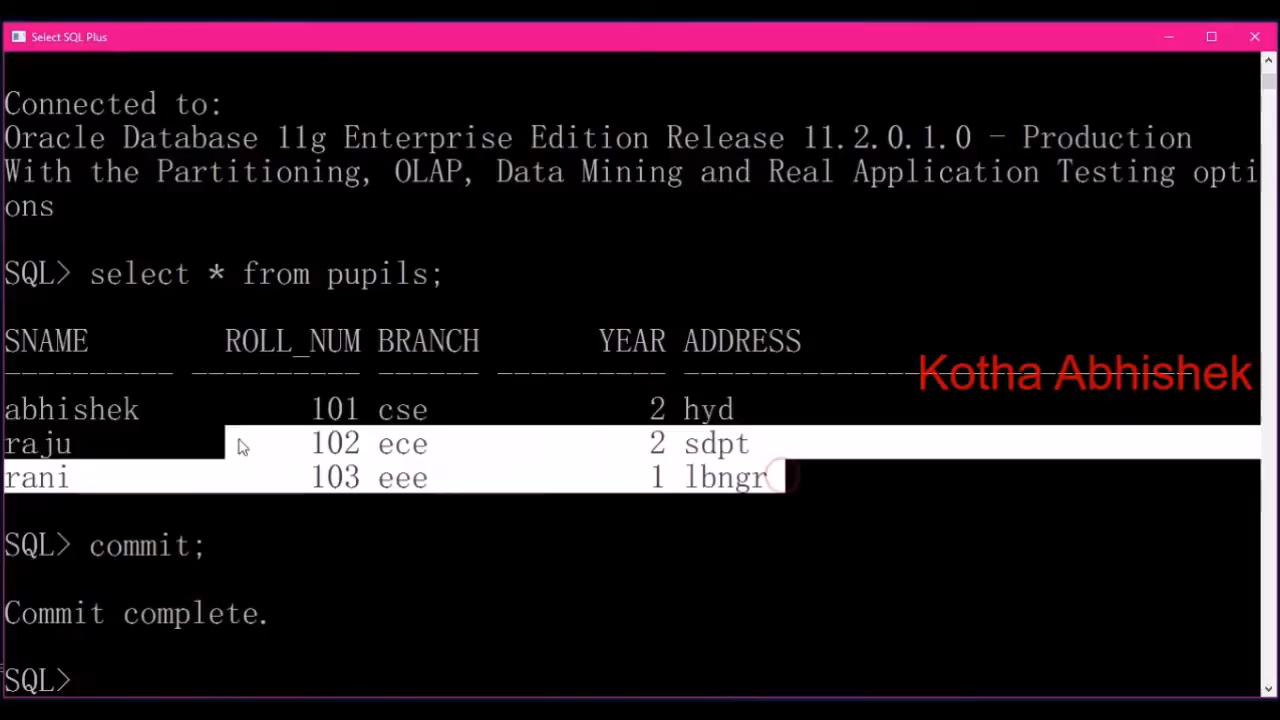 Select SQL Plus
Connected to:
Oracle Database 11g Enterprise Edition Release 11.2.0.1.0 - Production
With the Partitioning, OLAP, Data Mining and Real Application Testing opti
ons
SQL> select * from pupils;
SNAME ROLL_NUM BRANCH YEAR ADDRESS
---------- ---------- ------ ---------- --------------------
Kotha Abhishek
abhishek 101 cse 2 hyd
raju 102 ece 2 sdpt
rani 103 eee 1 lbngr
SQL> commit;
Commit complete.
SQL>